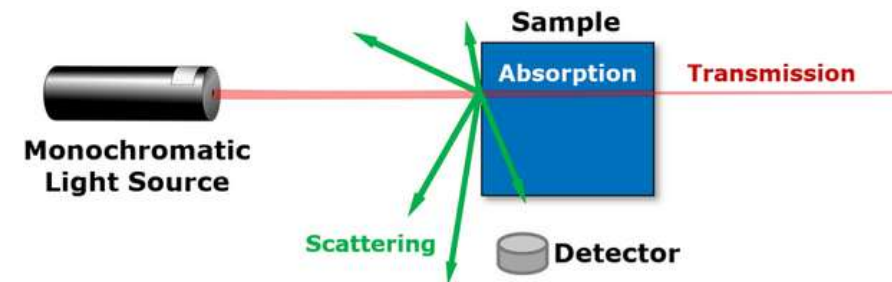 Sample
Absorption
Transmission
Monochromatic
Light Source
Scattering
Detector